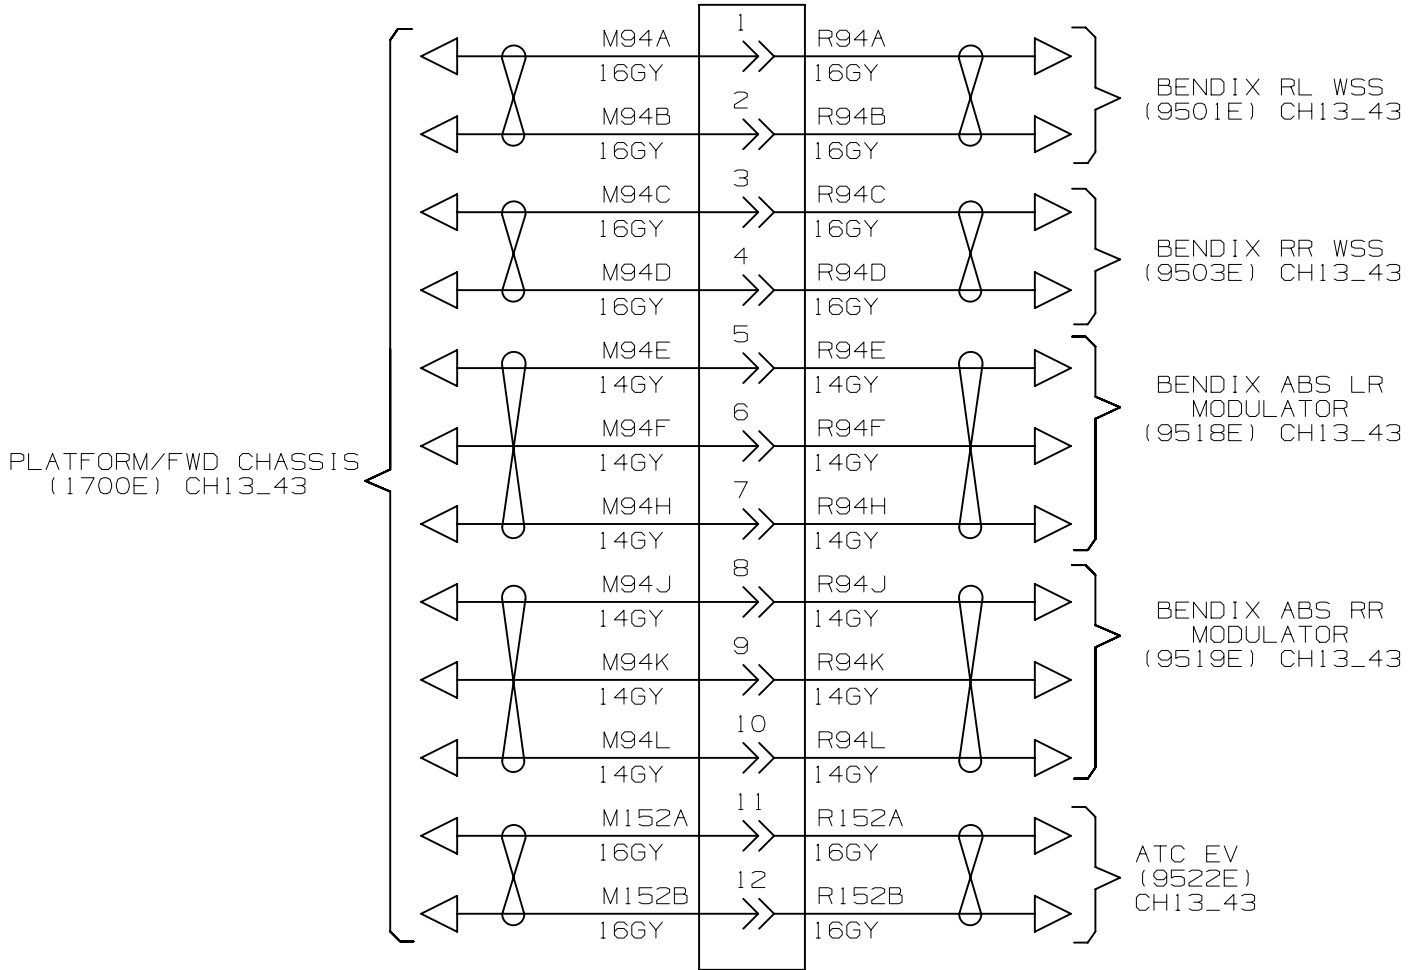 1
M94A R94A
16GY 16GY
BENDIX RL WSS
(9501E) CH13_43
2
M94B R94B
16GY 16GY
3
M94C R94C
16GY 16GY
BENDIX RR WSS
(9503E) CH13_43
4
M94D R94D
16GY 16GY
5
M94E R94E
14GY 14GY
BENDIX ABS LR
MODULATOR
(9518E) CH13_43
6
M94F R94F
14GY 14GY
PLATFORM/FWD CHASSIS
(1700E) CH13_43
7
M94H R94H
14GY 14GY
8
M94J R94J
14GY 14GY
BENDIX ABS RR
MODULATOR
(9519E) CH13_43
9
M94K R94K
14GY 14GY
10
M94L R94L
14GY 14GY
11
M152A R152A
16GY 16GY
ATC EV
(9522E)
CH13_43
12
M152B R152B
16GY 16GY